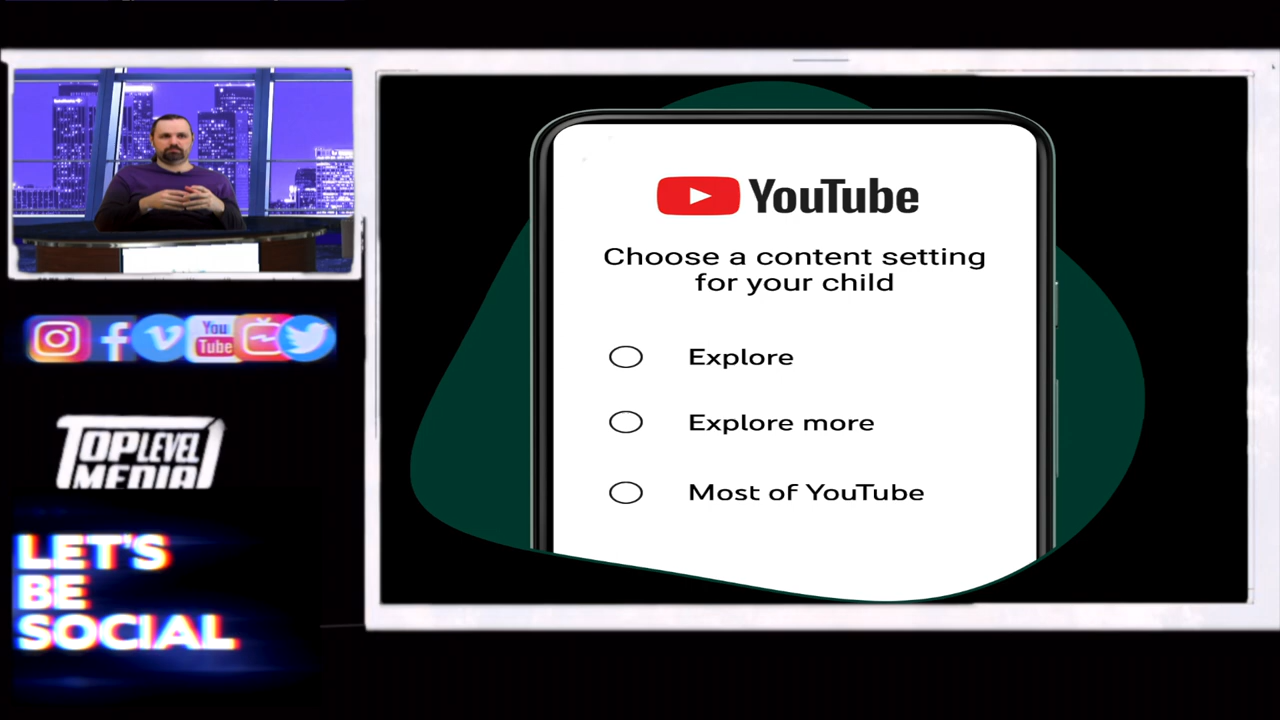 YouTube
Choose a content setting
for your child
Explore
Explore more
Most of YouTube
You
Tube
TOP LEVEL
MEDIA
LET'S
BE
SOCIAL